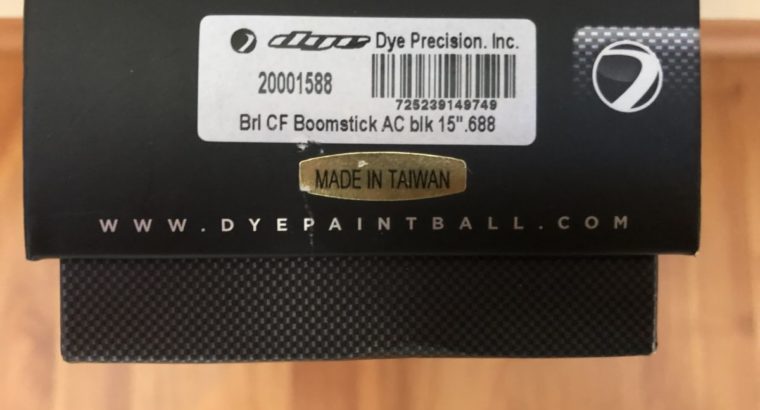 dye Dye Precision. Inc.
20001588
725239149749
Brl CF Boomstick AC blk 15".688
MADE IN TAIWAN
WWW.DYEPAINTBALL.COM